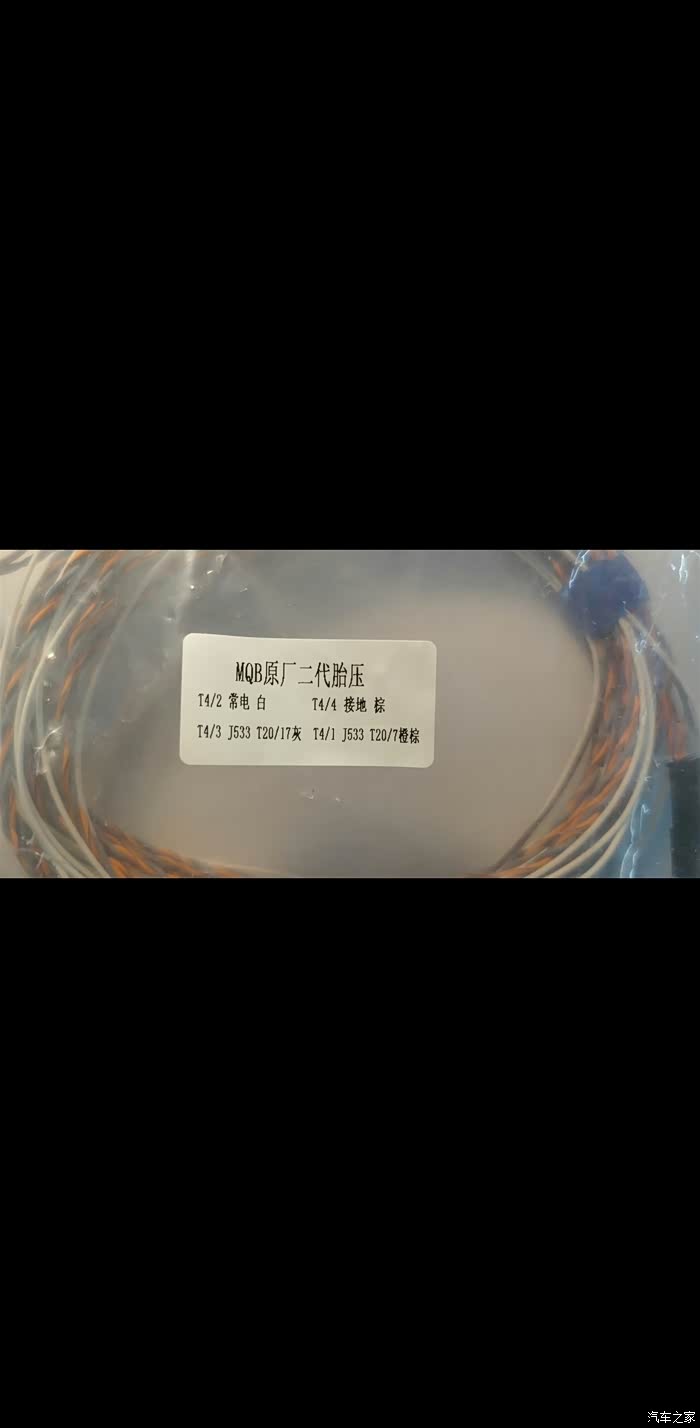 MQB原厂二代胎压
T4/2 常电 白 T4/4 接地 棕
T4/3 J533 T20/17灰 T4/1 J533 T20/7橙棕
汽车之家